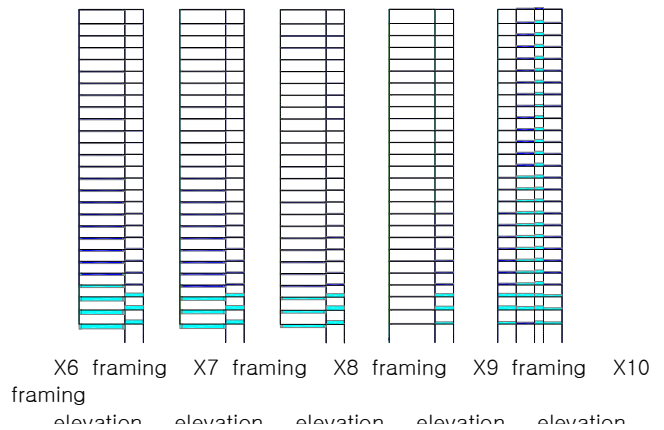 X6 framing X7 framing X8 framing X9 framing X10
framing
elevation elevation elevation elevation elevation